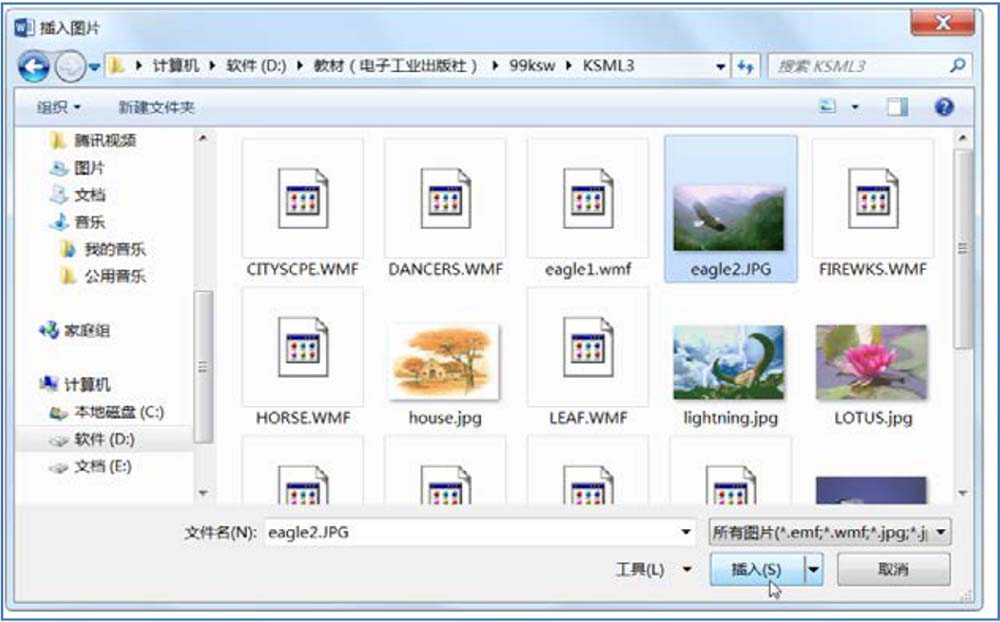 插入图片
计算机 软件 (D:) 教材 ( 电子工业出版社 ) 99ksw KSML3
搜索 KSML3
组织 新建文件夹
腾讯视频
图片
文档
音乐
我的音乐
公用音乐
家庭组
计算机
本地磁盘 (C:)
软件 (D:)
文档 (E:)
CITYSCPE.WMF DANCERS.WMF eagle1.wmf eagle2.JPG FIREWKS.WMF
HORSE.WMF house.jpg LEAF.WMF lightning.jpg LOTUS.jpg
文件名(N): eagle2.JPG 所有图片(*.emf;*.wmf;*.jpg;*.j
工具(L) 插入(S) 取消